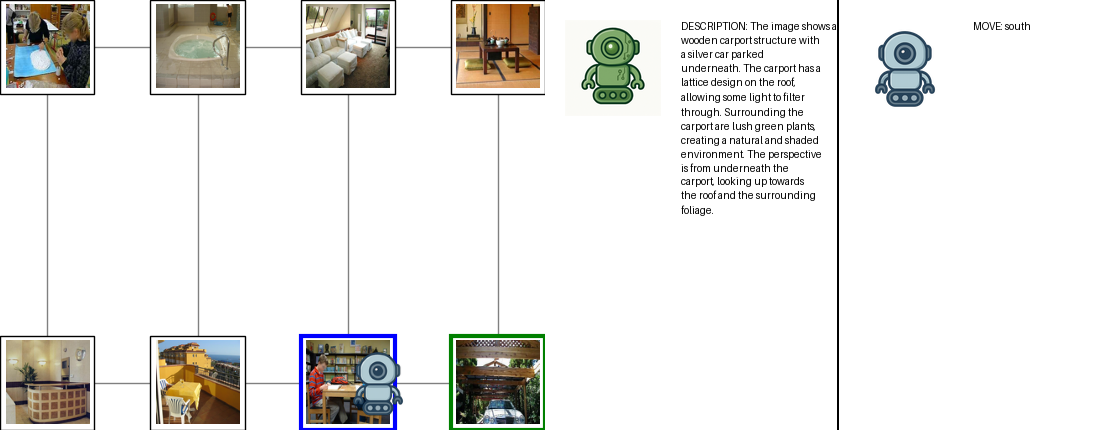 DESCRIPTION: The image shows a
wooden carport structure with
a silver car parked
underneath. The carport has a
lattice design on the roof,
allowing some light to filter
through. Surrounding the
carport are lush green plants,
creating a natural and shaded
environment. The perspective
is from underneath the
carport, looking up towards
the roof and the surrounding
foliage.
MOVE: south